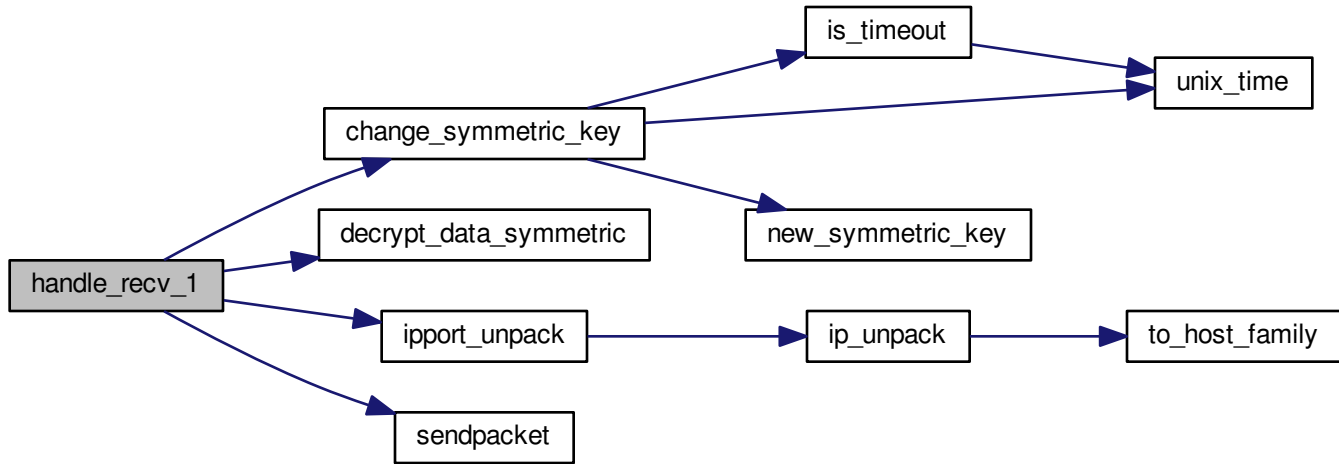 is_timeout
unix_time
change_symmetric_key
decrypt_data_symmetric
new_symmetric_key
handle_recv_1
ipport_unpack
ip_unpack
to_host_family
sendpacket